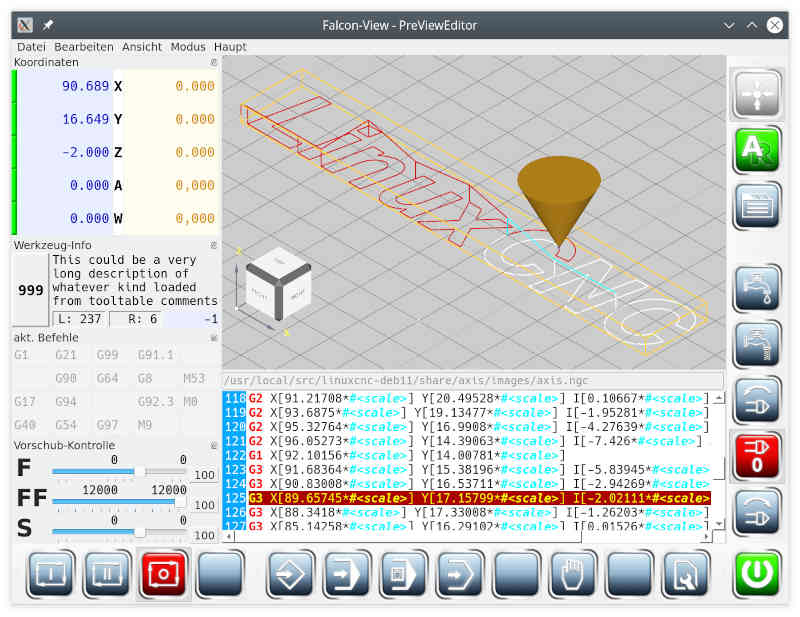 Falcon-View - PreViewEditor
Datei Bearbeiten Ansicht Modus Haupt
Koordinaten
90.689 X 0.000
16.649 Y 0.000
-2.000 Z 0.000
0.000 A 0,000
0.000 W 0,000
Werkzeug-Info
999
This could be a very
long description of
whatever kind loaded
from tooltable comments
L: 237 R: 6 -1
akt. Befehle
G1 G21 G99 G91.1
G90 G64 G8 M53
G17 G94 G92.3 M0
G40 G54 G97 M9
Vorschub-Kontrolle
F 0 0 100
FF 12000 12000 100
S 0 0 100
Z
X
TOP
FRONT
RIGHT
/usr/local/src/linuxcnc-deb11/share/axis/images/axis.ngc
118 G2 X[91.21708*#<scale>] Y[20.49528*#<scale>] I[0.10667*#<scale>]
119 G2 X[93.6875*#<scale>] Y[19.13477*#<scale>] I[-1.95281*#<scale>]
120 G2 X[95.32764*#<scale>] Y[16.9908*#<scale>] I[-4.27639*#<scale>]
121 G2 X[96.05273*#<scale>] Y[14.39063*#<scale>] I[-7.426*#<scale>]
122 G1 X[92.10156*#<scale>] Y[14.00781*#<scale>]
123 G3 X[91.68364*#<scale>] Y[15.38196*#<scale>] I[-5.83945*#<scale>]
124 G3 X[90.83008*#<scale>] Y[16.53711*#<scale>] I[-2.94269*#<scale>]
125 G3 X[89.65745*#<scale>] Y[17.15799*#<scale>] I[-2.02111*#<scale>
126 G3 X[88.3418*#<scale>] Y[17.33008*#<scale>] I[-1.26203*#<scale>]
127 G3 X[85.14258*#<scale>] Y[16.29102*#<scale>] I[0.01526*#<scale>]
AR
0
I II